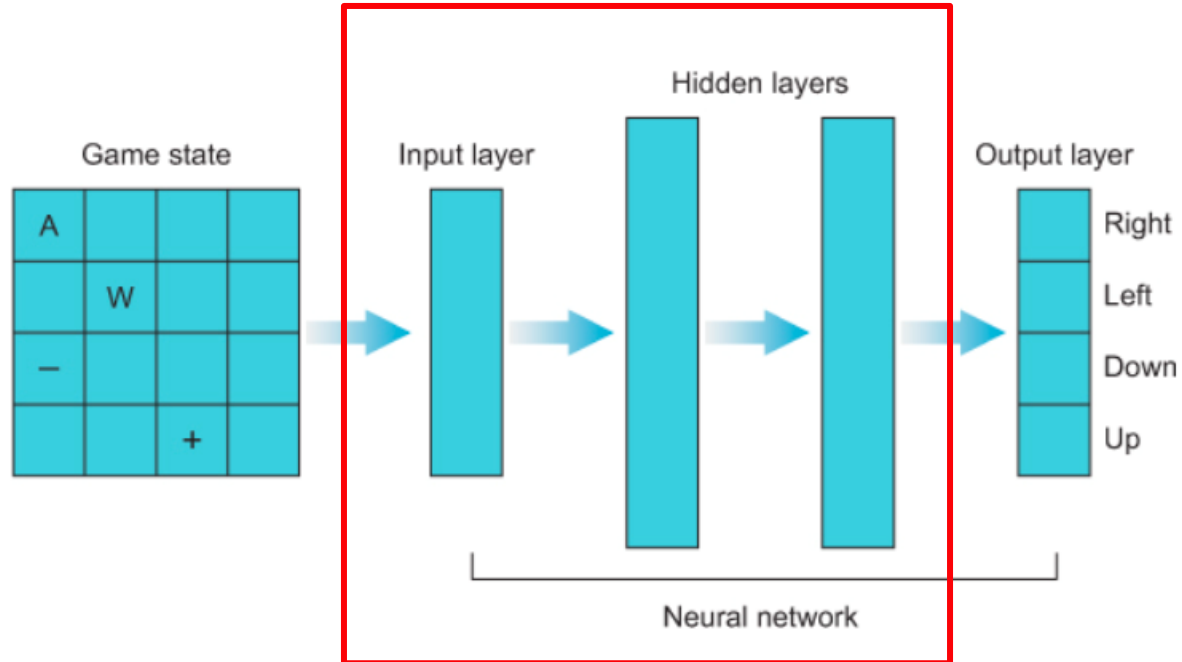 Hidden layers
Game state
Input layer
Output layer
A
W
−
+
Right
Left
Down
Up
Neural network